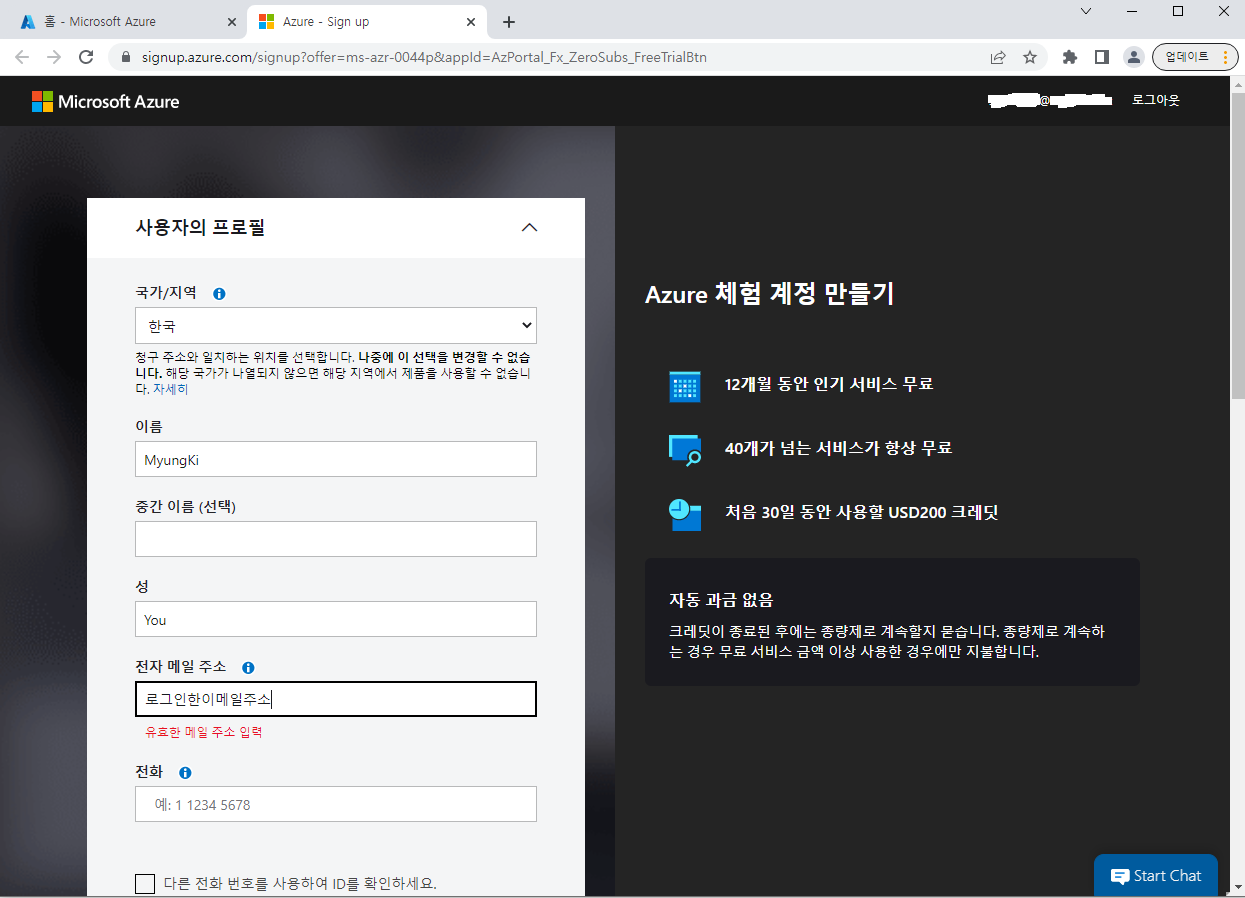 홈 - Microsoft Azure
Azure - Sign up
signup.azure.com/signup?offer=ms-azr-0044p&appId=AzPortal_Fx_ZeroSubs_FreeTrialBtn
업데이트
Microsoft Azure
@
로그아웃
사용자의 프로필
국가/지역
한국
청구 주소와 일치하는 위치를 선택합니다. 나중에 이 선택을 변경할 수 없습
니다. 해당 국가가 나열되지 않으면 해당 지역에서 제품을 사용할 수 없습니
다. 자세히
이름
MyungKi
중간 이름 (선택)
성
You
전자 메일 주소
로그인한이메일주소
유효한 메일 주소 입력
전화
예: 1 1234 5678
다른 전화 번호를 사용하여 ID를 확인하세요.
Azure 체험 계정 만들기
12개월 동안 인기 서비스 무료
40개가 넘는 서비스가 항상 무료
처음 30일 동안 사용할 USD200 크레딧
자동 과금 없음
크레딧이 종료된 후에는 종량제로 계속할지 묻습니다. 종량제로 계속하
는 경우 무료 서비스 금액 이상 사용한 경우에만 지불합니다.
Start Chat